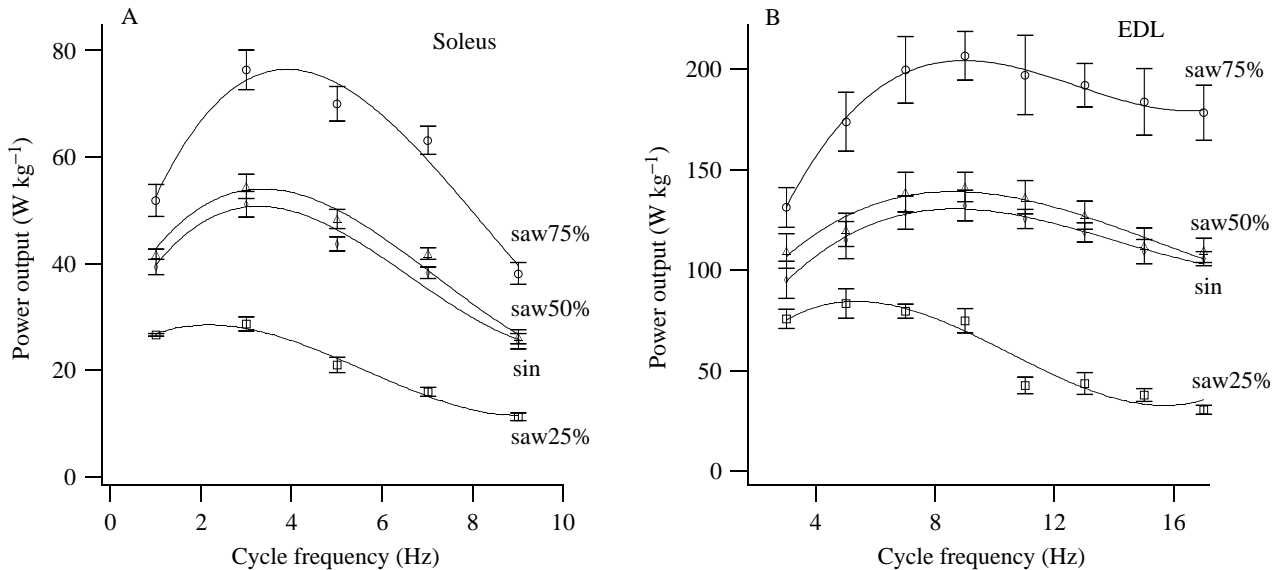 A
Soleus
80
60
40
20
0
Power output (W kg−1)
saw75%
saw50%
sin
saw25%
0 2 4 6 8 10
Cycle frequency (Hz)
B
EDL
200
150
100
50
0
Power output (W kg−1)
saw75%
saw50%
sin
saw25%
4 8 12 16
Cycle frequency (Hz)